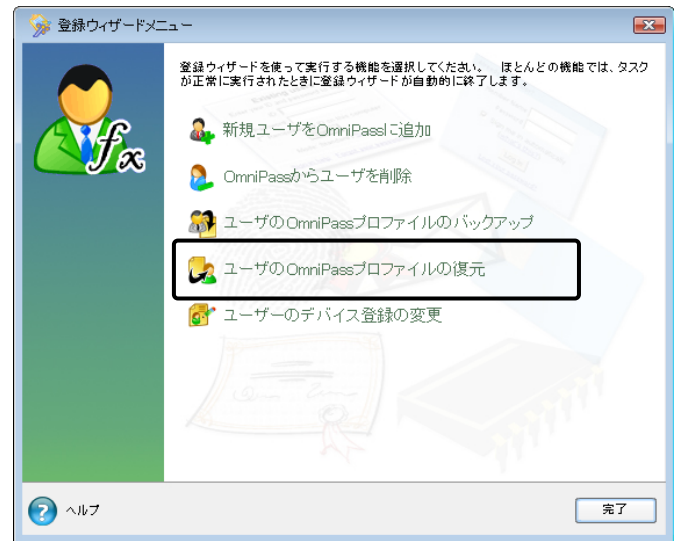 登録ウィザードメニュー
登録ウィザードを使って実行する機能を選択してください。 ほとんどの機能では、タスク
が正常に実行されたときに登録ウィザードが自動的に終了します。
新規ユーザをOmniPassに追加
OmniPassからユーザを削除
ユーザのOmniPassプロファイルのバックアップ
ユーザのOmniPassプロファイルの復元
ユーザーのデバイス登録の変更
ヘルプ
完了